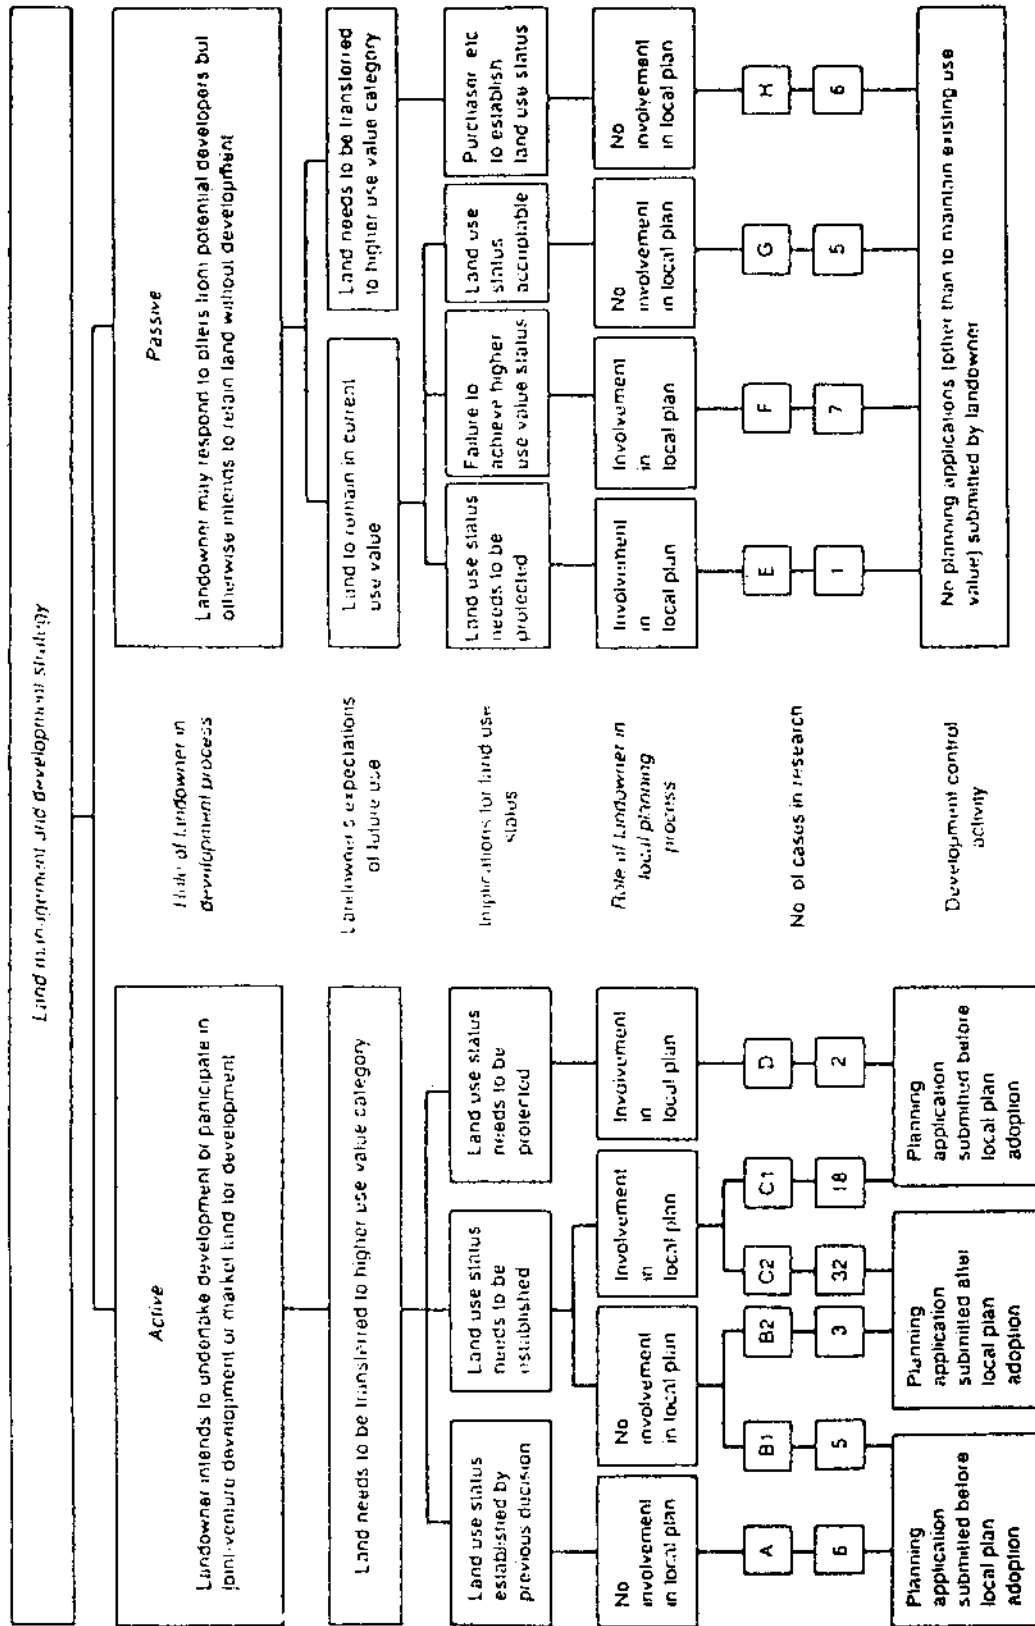 Land management and development strategy
Active
Landowner intends to undertake development or participate in
joint-venture development or market land for development
Role of landowner in
development process
Passive
Landowner may respond to offers from potential developers but
otherwise intends to retain land without development
Land needs to be transferred to higher use value category
Landowner's expectations
of future use
Land to remain in current
use value
Land needs to be transferred
to higher use value category
Land use status
established by
previous decision
Land use status
needs to be
established
Land use status
needs to be
protected
Implications for land use
status
Land use status
needs to be
protected
Failure to
achieve higher
use value status
Land use
status
acceptable
Purchaser etc
to establish
land use status
No
involvement
in local plan
No
involvement
in local plan
Involvement
in
local plan
Involvement
in
local plan
Role of landowner in
local planning
process
Involvement
in
local plan
Involvement
in
local plan
No
involvement
in local plan
No
involvement
in local plan
A
B1
B2
C2
C1
D
No of cases in research
E
F
G
H
6
5
3
32
18
2
1
7
5
6
Planning
application
submitted before
local plan
adoption
Planning
application
submitted after
local plan
adoption
Planning
application
submitted before
local plan
adoption
Development control
activity
No planning applications (other than to maintain existing use
value) submitted by landowner